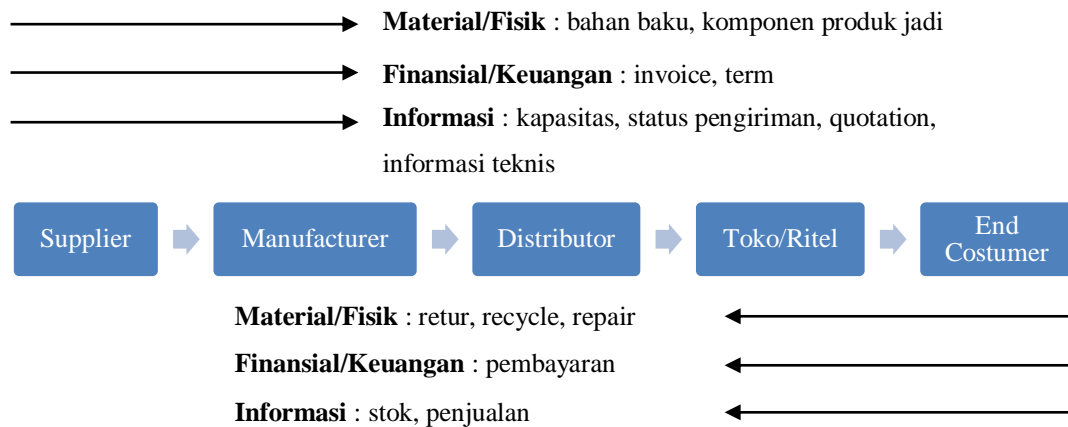 Material/Fisik : bahan baku, komponen produk jadi
Finansial/Keuangan : invoice, term
Informasi : kapasitas, status pengiriman, quotation,
informasi teknis
Supplier
Manufacturer
Distributor
Toko/Ritel
End
Costumer
Material/Fisik : retur, recycle, repair
Finansial/Keuangan : pembayaran
Informasi : stok, penjualan